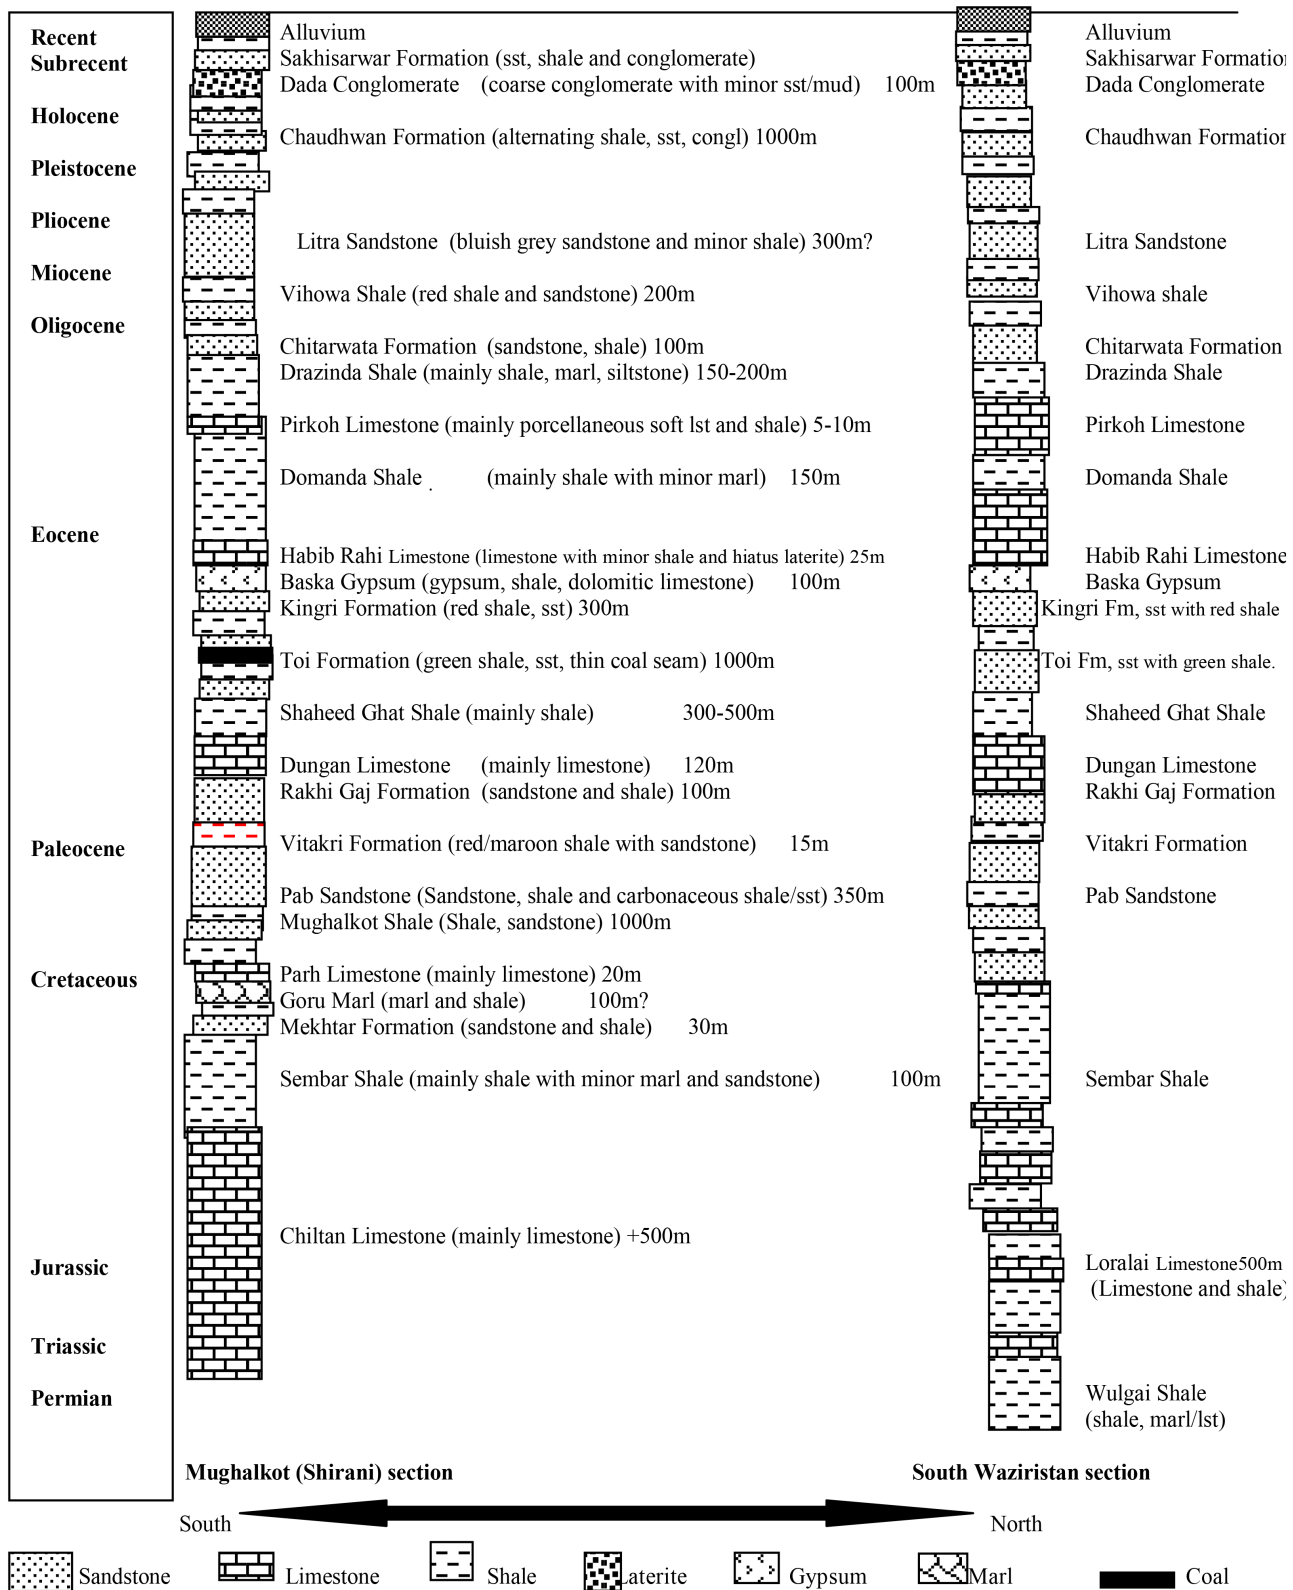 Recent
Subrecent
Holocene
Pleistocene
Pliocene
Miocene
Oligocene
Eocene
Paleocene
Cretaceous
Jurassic
Triassic
Permian
Alluvium
Sakhisarwar Formation (sst, shale and conglomerate)
Dada Conglomerate (coarse conglomerate with minor sst/mud) 100m
Chaudhwan Formation (alternating shale, sst, congl) 1000m
Litra Sandstone (bluish grey sandstone and minor shale) 300m?
Vihowa Shale (red shale and sandstone) 200m
Chitarwata Formation (sandstone, shale) 100m
Drazinda Shale (mainly shale, marl, siltstone) 150-200m
Pirkoh Limestone (mainly porcellaneous soft lst and shale) 5-10m
Domanda Shale . (mainly shale with minor marl) 150m
Habib Rahi Limestone (limestone with minor shale and hiatus laterite) 25m
Baska Gypsum (gypsum, shale, dolomitic limestone) 100m
Kingri Formation (red shale, sst) 300m
Toi Formation (green shale, sst, thin coal seam) 1000m
Shaheed Ghat Shale (mainly shale) 300-500m
Dungan Limestone (mainly limestone) 120m
Rakhi Gaj Formation (sandstone and shale) 100m
Vitakri Formation (red/maroon shale with sandstone) 15m
Pab Sandstone (Sandstone, shale and carbonaceous shale/sst) 350m
Mughalkot Shale (Shale, sandstone) 1000m
Parh Limestone (mainly limestone) 20m
Goru Marl (marl and shale) 100m?
Mekhtar Formation (sandstone and shale) 30m
Sembar Shale (mainly shale with minor marl and sandstone) 100m
Chiltan Limestone (mainly limestone) +500m
Alluvium
Sakhisarwar Formatio
Dada Conglomerate
Chaudhwan Formation
Litra Sandstone
Vihowa shale
Chitarwata Formation
Drazinda Shale
Pirkoh Limestone
Domanda Shale
Habib Rahi Limestone
Baska Gypsum
Kingri Fm, sst with red shale
Toi Fm, sst with green shale.
Shaheed Ghat Shale
Dungan Limestone
Rakhi Gaj Formation
Vitakri Formation
Pab Sandstone
Sembar Shale
Loralai Limestone500m
(Limestone and shale)
Wulgai Shale
(shale, marl/lst)
Mughalkot (Shirani) section South Waziristan section
South North
Sandstone Limestone Shale Laterite Gypsum Marl Coal